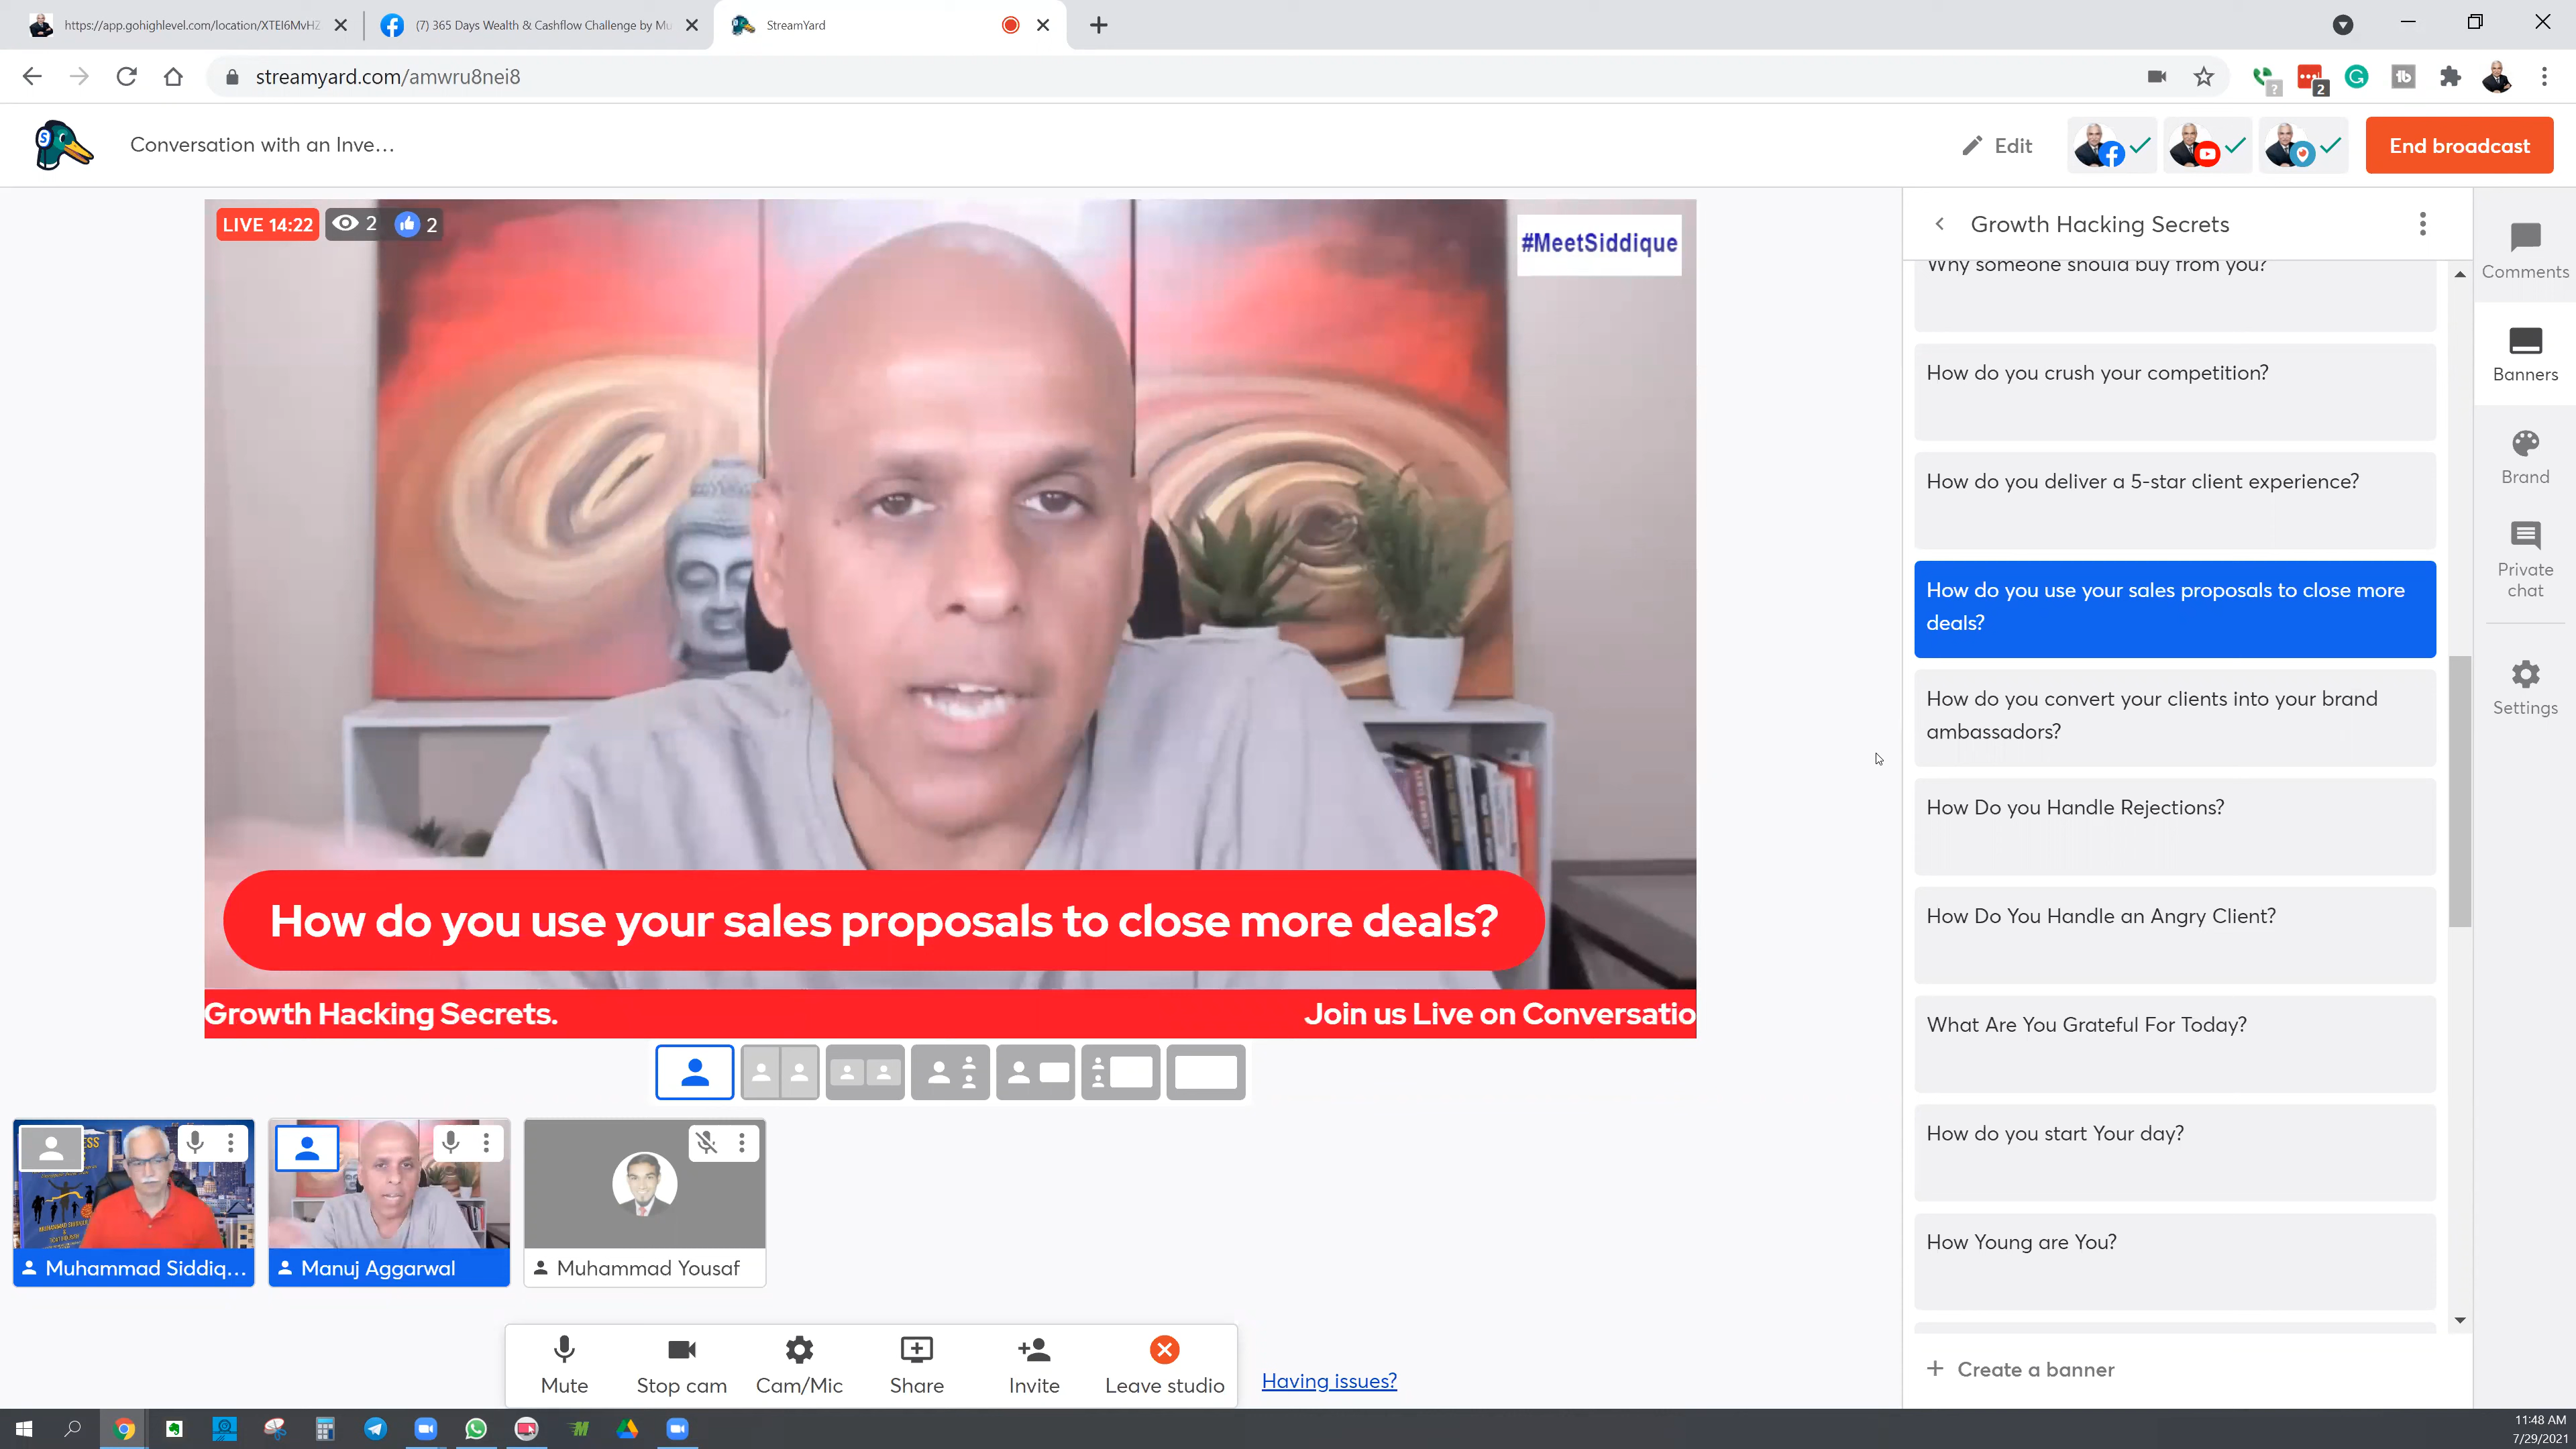 https://app.gohighlevel.com/location/XTEI6MvHZ
(7) 365 Days Wealth & Cashflow Challenge by Mu
StreamYard
streamyard.com/amwru8nei8
2
Conversation with an Inve...
Edit
End broadcast
LIVE 14:22
2
2
#MeetSiddique
How do you use your sales proposals to close more deals?
Growth Hacking Secrets.
Join us Live on Conversatio
Muhammad Siddiq...
Manuj Aggarwal
Muhammad Yousaf
Mute
Stop cam
Cam/Mic
Share
Invite
Leave studio
Having issues?
Growth Hacking Secrets
Why someone should buy from you?
How do you crush your competition?
How do you deliver a 5-star client experience?
How do you use your sales proposals to close more
deals?
How do you convert your clients into your brand
ambassadors?
How Do you Handle Rejections?
How Do You Handle an Angry Client?
What Are You Grateful For Today?
How do you start Your day?
How Young are You?
Create a banner
Comments
Banners
Brand
Private
chat
Settings
11:48 AM
7/29/2021